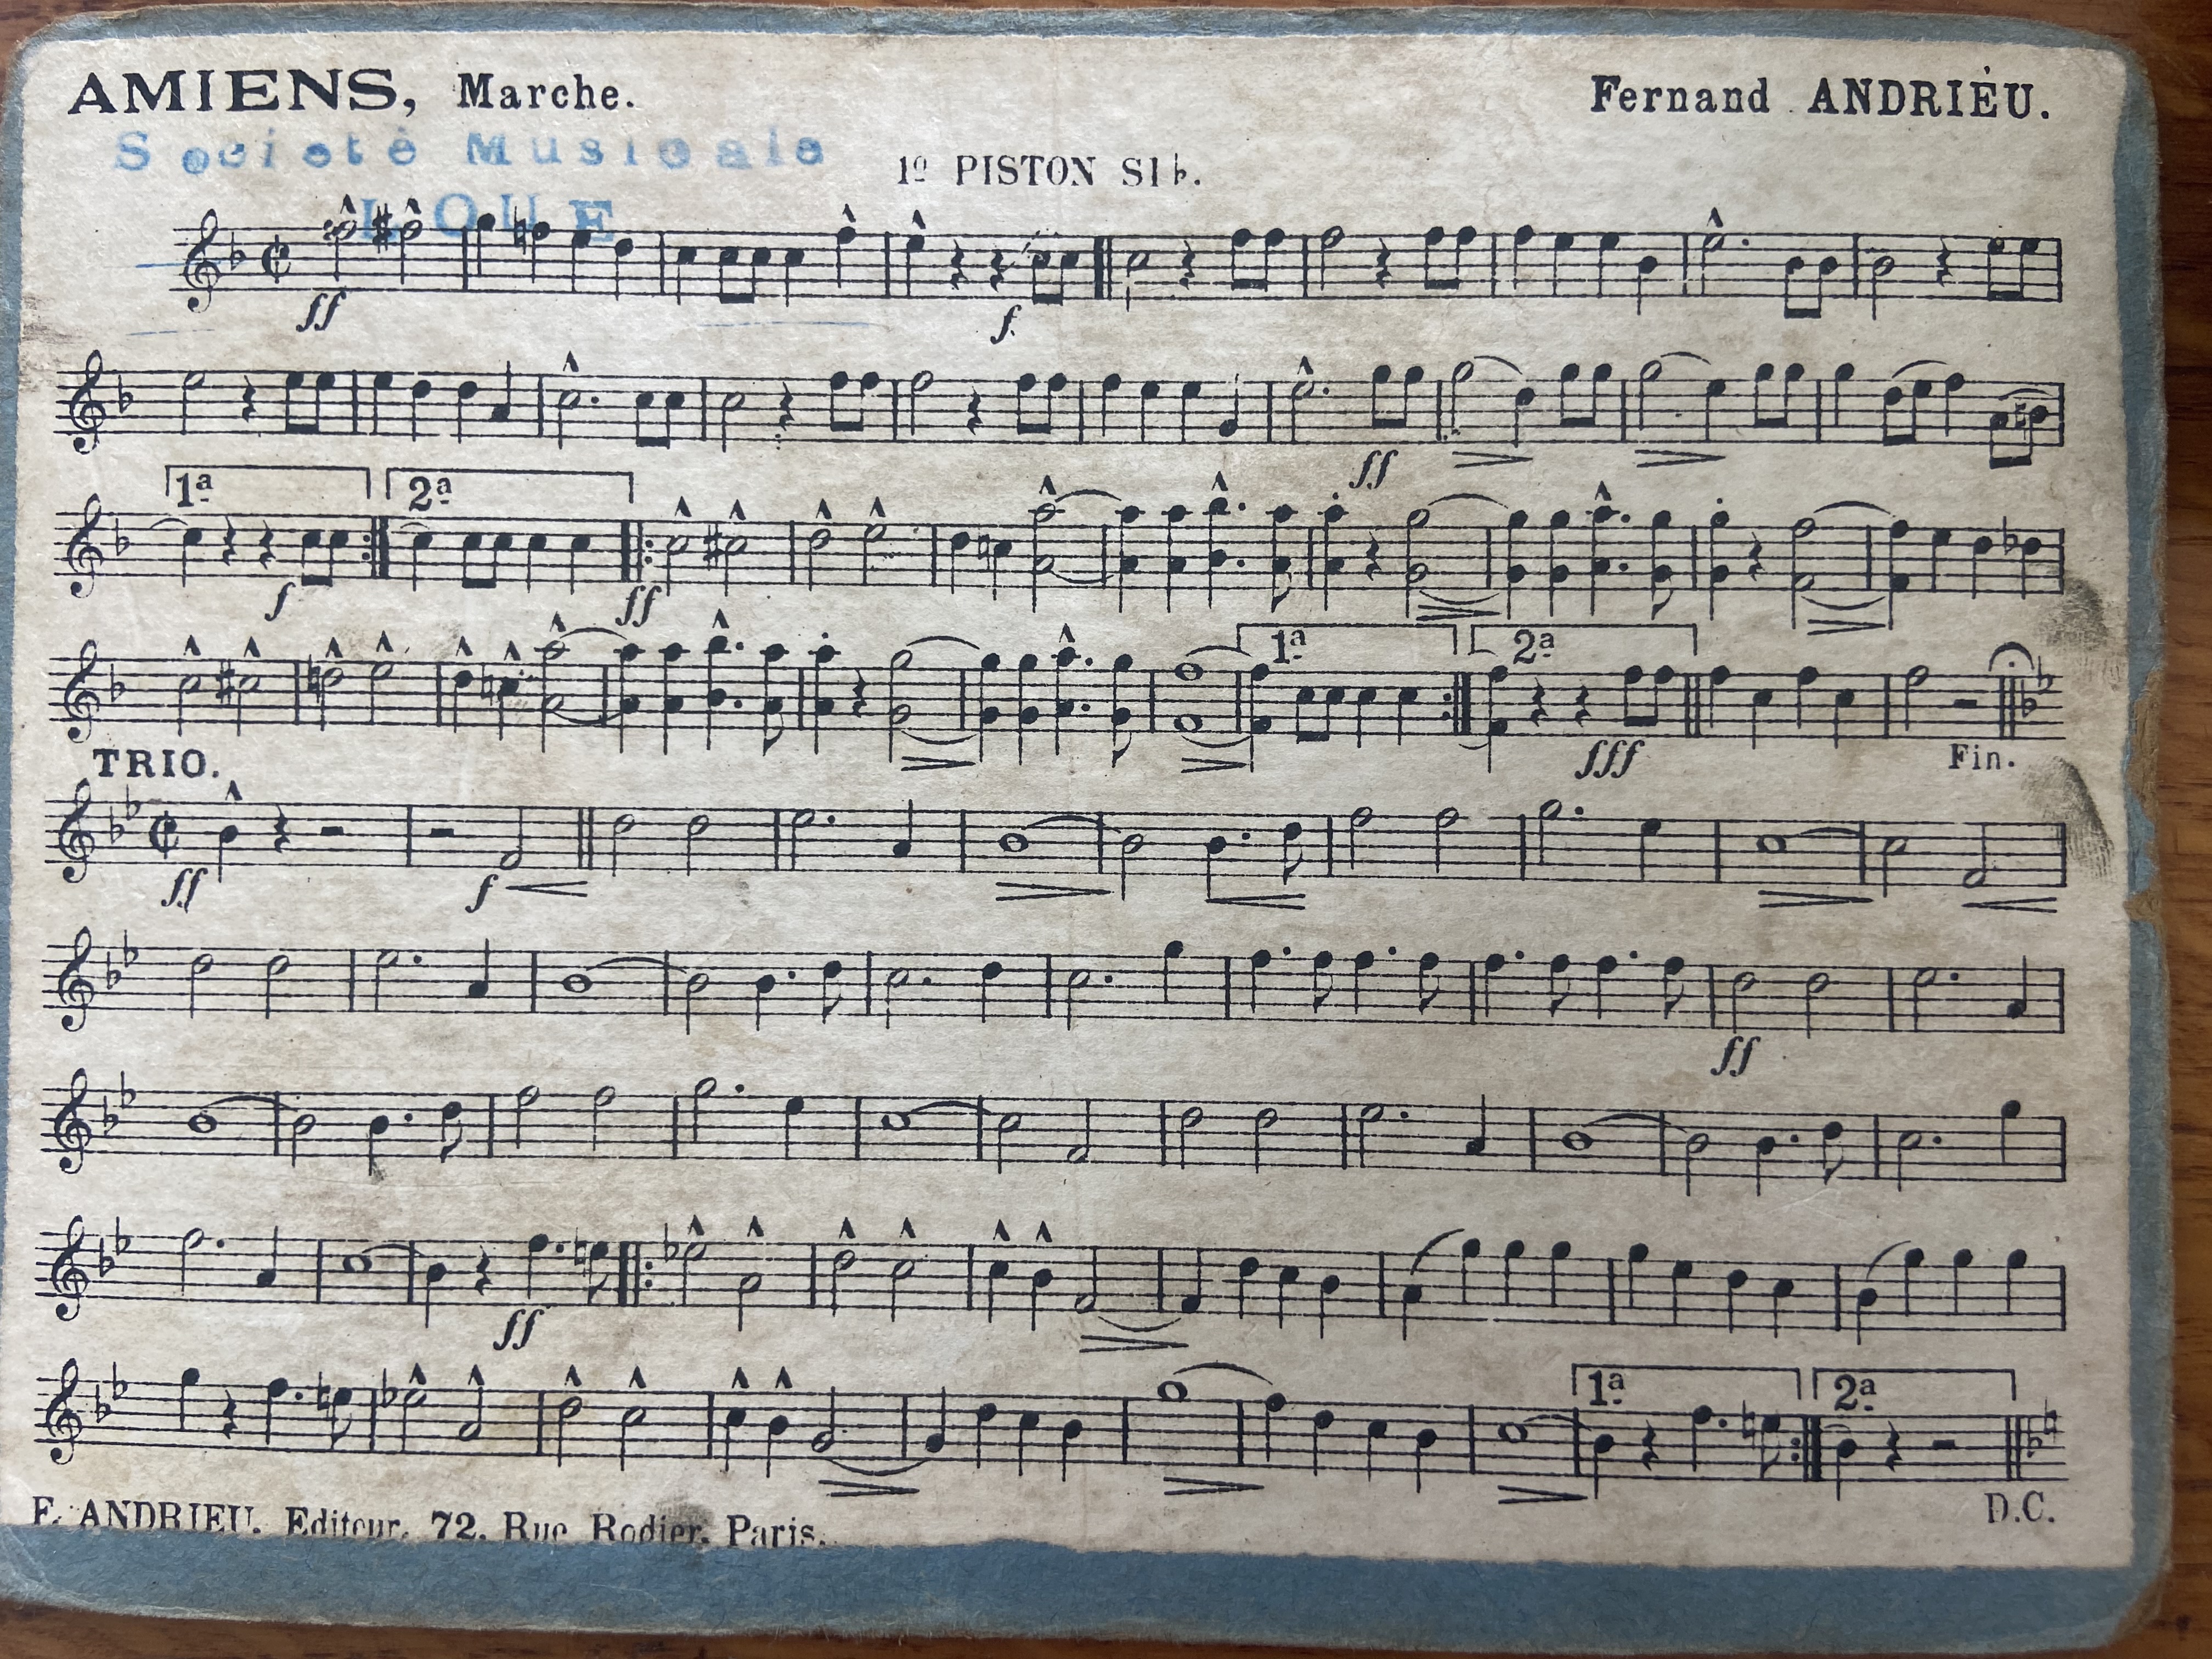 AMIENS, Marche.
Fernand ANDRIEU.
Société Musicale
1º PISTON SI♭.
ff
f
ff
1ª
2ª
f
ff
1ª
2ª
fff
Fin.
TRIO.
ff
f
ff
ff
1ª
2ª
D.C.
F. ANDRIEU, Editeur, 72, Rue Rodier, Paris.